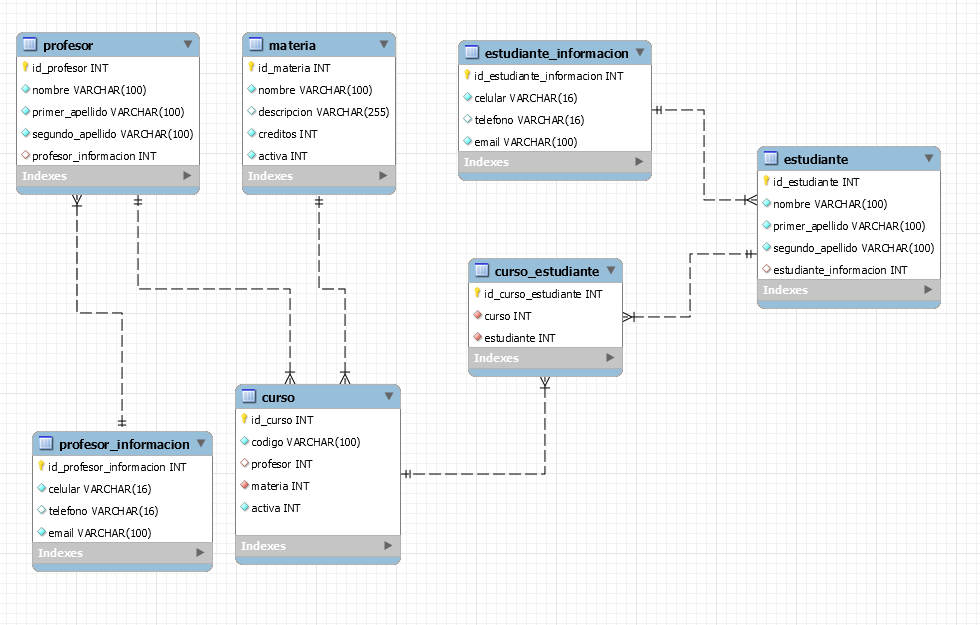 profesor
id_profesor INT
nombre VARCHAR(100)
primer_apellido VARCHAR(100)
segundo_apellido VARCHAR(100)
profesor_informacion INT
Indexes
materia
id_materia INT
nombre VARCHAR(100)
descripcion VARCHAR(255)
creditos INT
activa INT
Indexes
estudiante_informacion
id_estudiante_informacion INT
celular VARCHAR(16)
telefono VARCHAR(16)
email VARCHAR(100)
Indexes
estudiante
id_estudiante INT
nombre VARCHAR(100)
primer_apellido VARCHAR(100)
segundo_apellido VARCHAR(100)
estudiante_informacion INT
Indexes
curso_estudiante
id_curso_estudiante INT
curso INT
estudiante INT
Indexes
curso
id_curso INT
codigo VARCHAR(100)
profesor INT
materia INT
activa INT
Indexes
profesor_informacion
id_profesor_informacion INT
celular VARCHAR(16)
telefono VARCHAR(16)
email VARCHAR(100)
Indexes